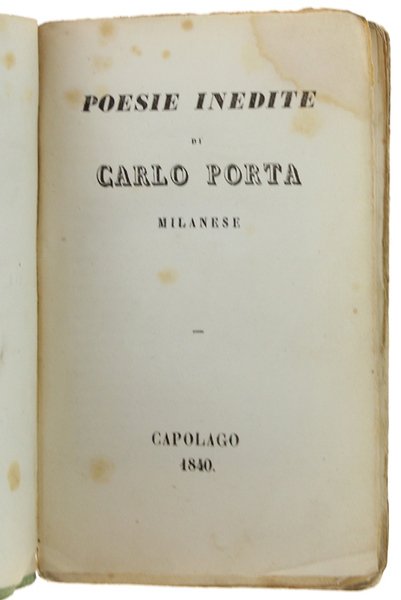 POESIE INEDITE
DI
CARLO PORTA
MILANESE
CAPOLAGO
1840.